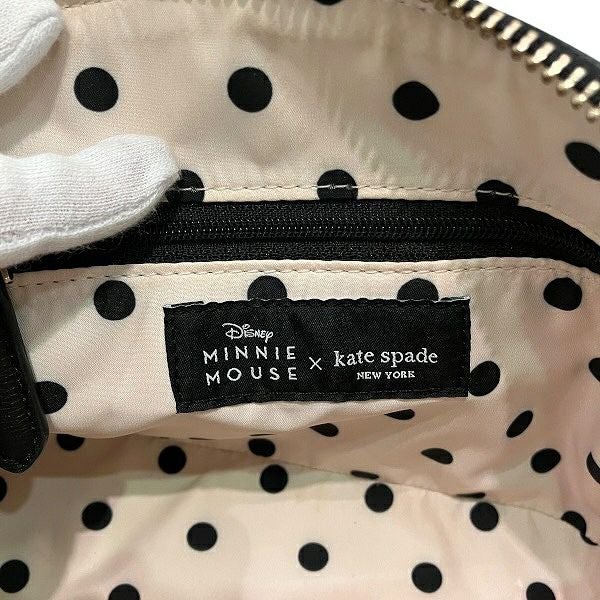 Disney
MINNIE
MOUSE
×
kate spade
NEW YORK